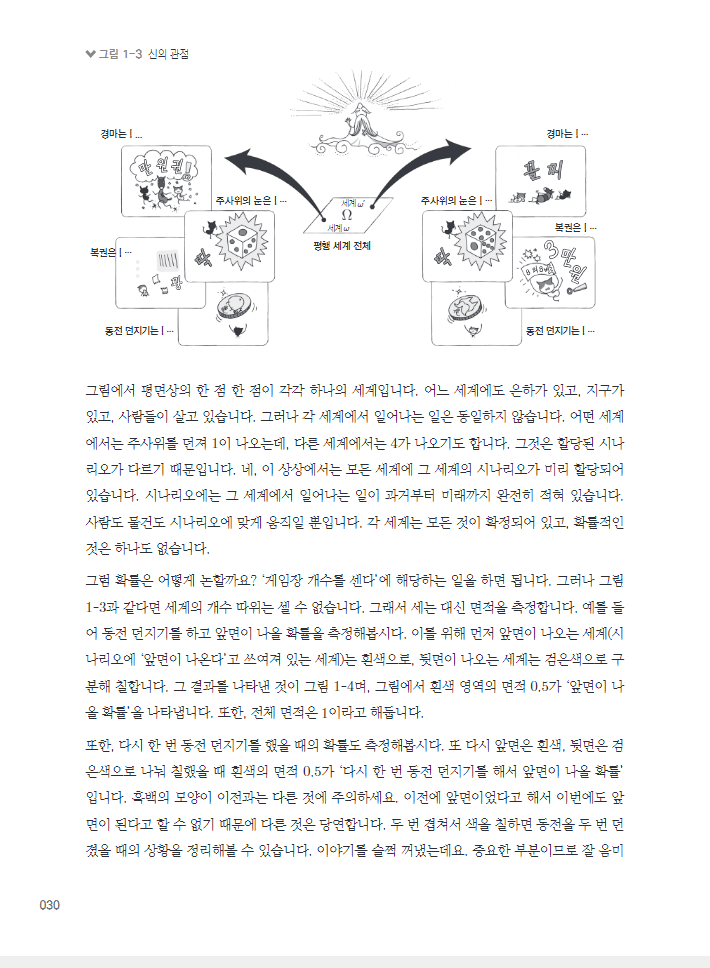 그림 1-3 신의 관점
경마는 | ...
만 원 권!
주사위의 눈은 | ...
복권은 | ...
꽝
동전 던지기는 | ...
세계 ω′
Ω
세계 ω
평행 세계 전체
경마는 | ...
물 피
주사위의 눈은 | ...
복권은 | ...
3만원
동전 던지기는 | ...
그림에서 평면상의 한 점 한 점이 각각 하나의 세계입니다. 어느 세계에도 은하가 있고, 지구가
있고, 사람들이 살고 있습니다. 그러나 각 세계에서 일어나는 일은 동일하지 않습니다. 어떤 세계
에서는 주사위를 던져 1이 나오는데, 다른 세계에서는 4가 나오기도 합니다. 그것은 할당된 시나
리오가 다르기 때문입니다. 네, 이 상상에서는 모든 세계에 그 세계의 시나리오가 미리 할당되어
있습니다. 시나리오에는 그 세계에서 일어나는 일이 과거부터 미래까지 완전히 적혀 있습니다.
사람도 물건도 시나리오에 맞게 움직일 뿐입니다. 각 세계는 모든 것이 확정되어 있고, 확률적인
것은 하나도 없습니다.
그럼 확률은 어떻게 논할까요? ‘게임장 개수를 센다’에 해당하는 일을 하면 됩니다. 그러나 그림
1-3과 같다면 세계의 개수 따위는 셀 수 없습니다. 그래서 세는 대신 면적을 측정합니다. 예를 들
어 동전 던지기를 하고 앞면이 나올 확률을 측정해봅시다. 이를 위해 먼저 앞면이 나오는 세계(시
나리오에 ‘앞면이 나온다’고 쓰여져 있는 세계)는 흰색으로, 뒷면이 나오는 세계는 검은색으로 구
분해 칠합니다. 그 결과를 나타낸 것이 그림 1-4며, 그림에서 흰색 영역의 면적 0.5가 ‘앞면이 나
올 확률’을 나타냅니다. 또한, 전체 면적은 1이라고 해둡니다.
또한, 다시 한 번 동전 던지기를 했을 때의 확률도 측정해봅시다. 또 다시 앞면은 흰색, 뒷면은 검
은색으로 나눠 칠했을 때 흰색의 면적 0.5가 ‘다시 한 번 동전 던지기를 해서 앞면이 나올 확률’
입니다. 흑백의 모양이 이전과는 다른 것에 주의하세요. 이전에 앞면이었다고 해서 이번에도 앞
면이 된다고 할 수 없기 때문에 다른 것은 당연합니다. 두 번 겹쳐서 색을 칠하면 동전을 두 번 던
졌을 때의 상황을 정리해볼 수 있습니다. 이야기를 슬쩍 꺼냈는데요. 중요한 부분이므로 잘 음미
030